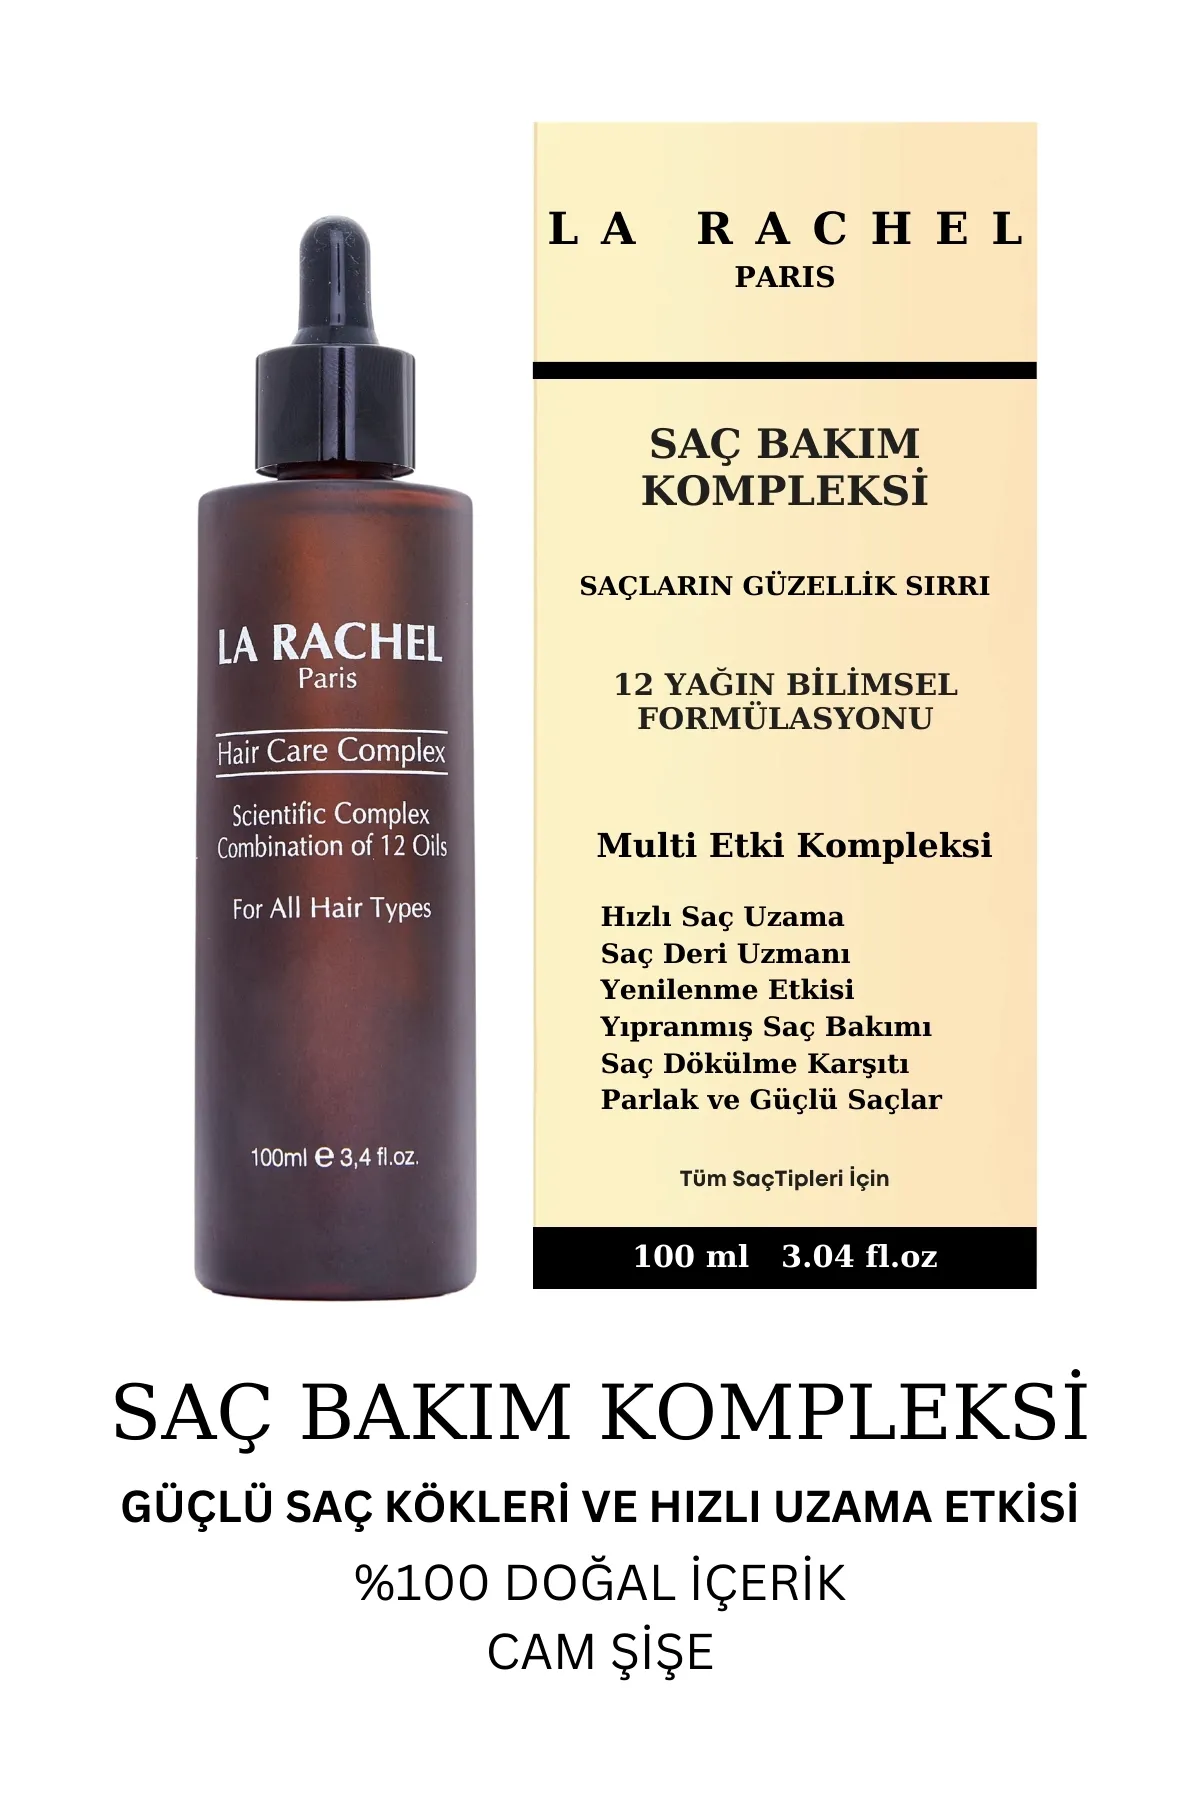 LA RACHEL
Paris
Hair Care Complex
Scientific Complex
Combination of 12 Oils
For All Hair Types
100ml ℮ 3,4 fl.oz.
LA RACHEL
PARIS
SAÇ BAKIM
KOMPLEKSİ
SAÇLARIN GÜZELLİK SIRRI
12 YAĞIN BİLİMSEL
FORMÜLASYONU
Multi Etki Kompleksi
Hızlı Saç Uzama
Saç Deri Uzmanı
Yenilenme Etkisi
Yıpranmış Saç Bakımı
Saç Dökülme Karşıtı
Parlak ve Güçlü Saçlar
Tüm SaçTipleri İçin
100 ml 3.04 fl.oz
SAÇ BAKIM KOMPLEKSİ
GÜÇLÜ SAÇ KÖKLERİ VE HIZLI UZAMA ETKİSİ
%100 DOĞAL İÇERİK
CAM ŞİŞE